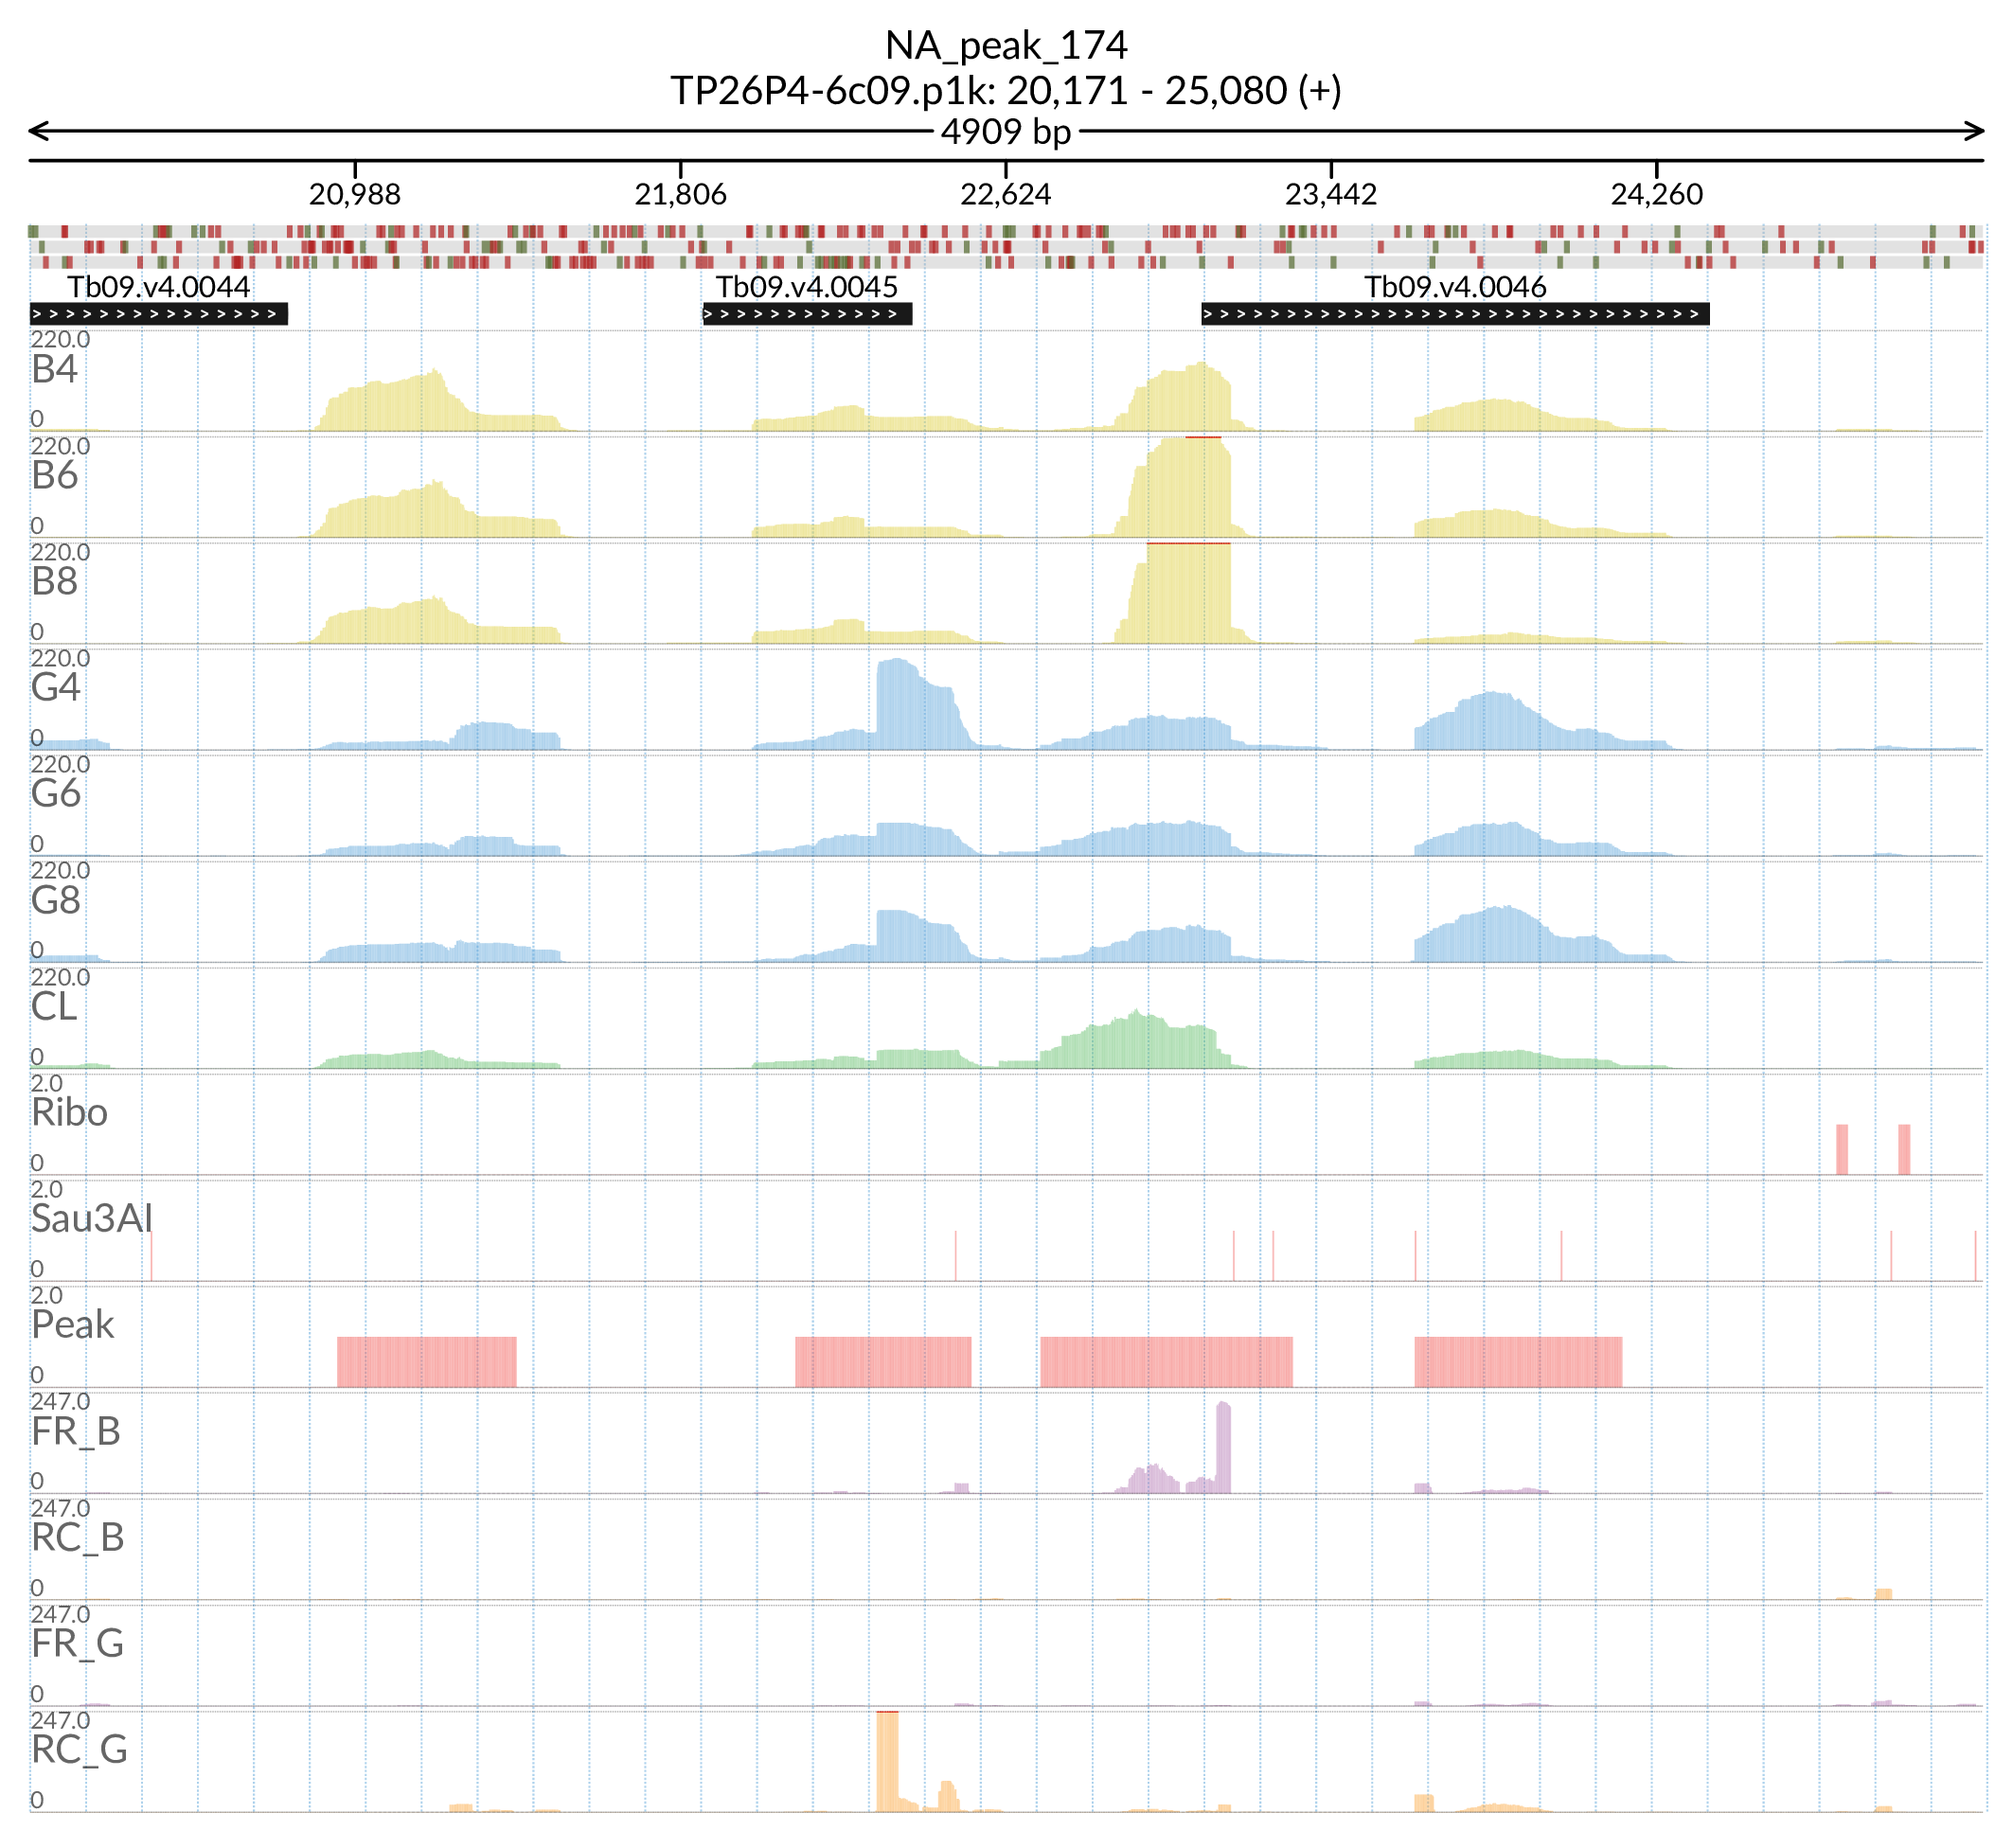 NA_peak_174
TP26P4-6c09.p1k: 20,171 - 25,080 (+)
4909 bp
20,988 21,806 22,624 23,442 24,260
Tb09.v4.0044 Tb09.v4.0045 Tb09.v4.0046
220.0
B4
0
220.0
B6
0
220.0
B8
0
220.0
G4
0
220.0
G6
0
220.0
G8
0
220.0
CL
0
2.0
Ribo
0
2.0
Sau3AI
0
2.0
Peak
0
247.0
FR_B
0
247.0
RC_B
0
247.0
FR_G
0
247.0
RC_G
0